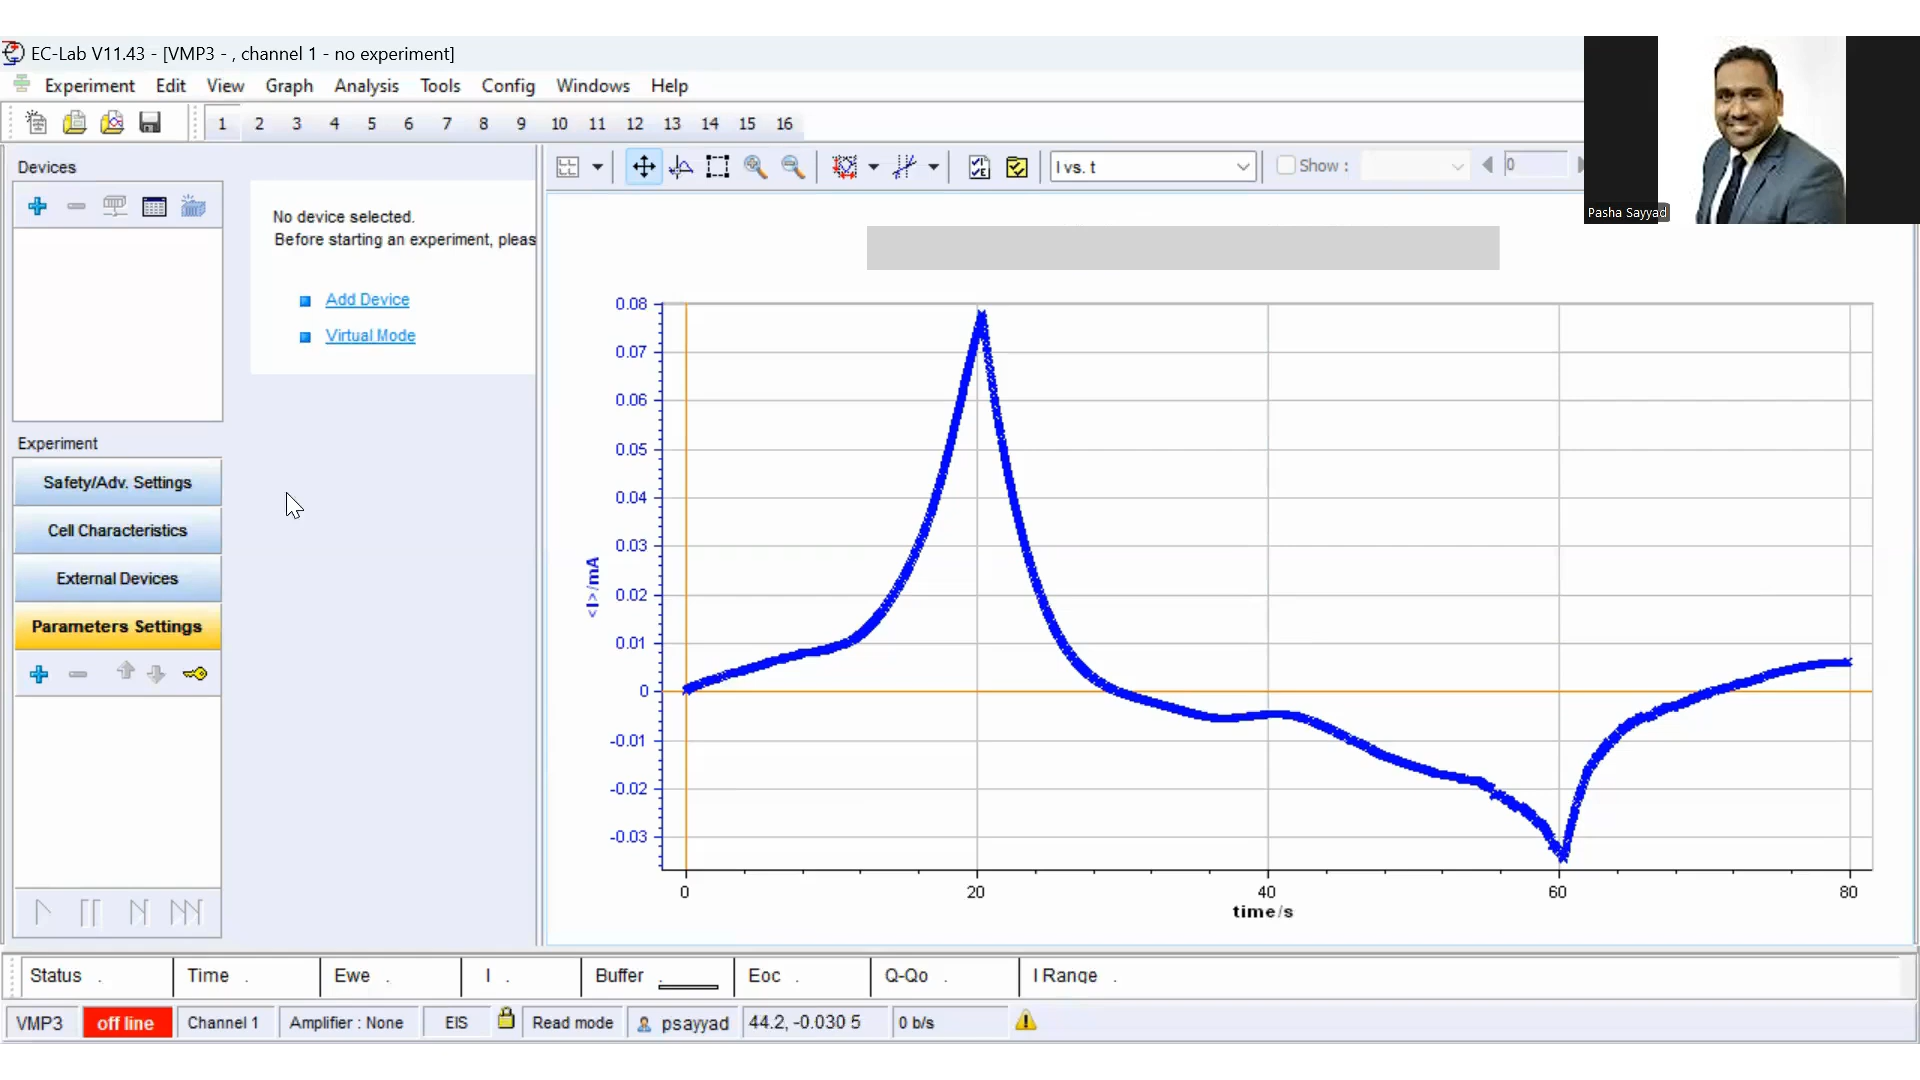 EC-Lab V11.43 - [VMP3 - , channel 1 - no experiment]
Experiment Edit View Graph Analysis Tools Config Windows Help
1 2 3 4 5 6 7 8 9 10 11 12 13 14 15 16
Pasha Sayyad
Devices
No device selected.
Before starting an experiment, pleas
Add Device
Virtual Mode
I vs. t
Show :
0
Experiment
Safety/Adv. Settings
Cell Characteristics
External Devices
Parameters Settings
<I>/mA
0.08
0.07
0.06
0.05
0.04
0.03
0.02
0.01
0
-0.01
-0.02
-0.03
0 20 40 60 80
time/s
Status . Time . Ewe . I . Buffer . Eoc . Q-Qo . I Range .
VMP3 off line Channel 1 Amplifier : None EIS Read mode psayyad 44.2, -0.030 5 0 b/s